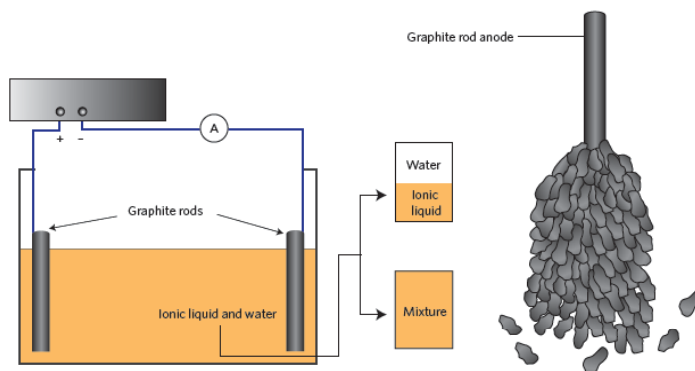 Graphite rod anode
A
+ −
Water
Ionic
liquid
Graphite rods
Ionic liquid and water
Mixture